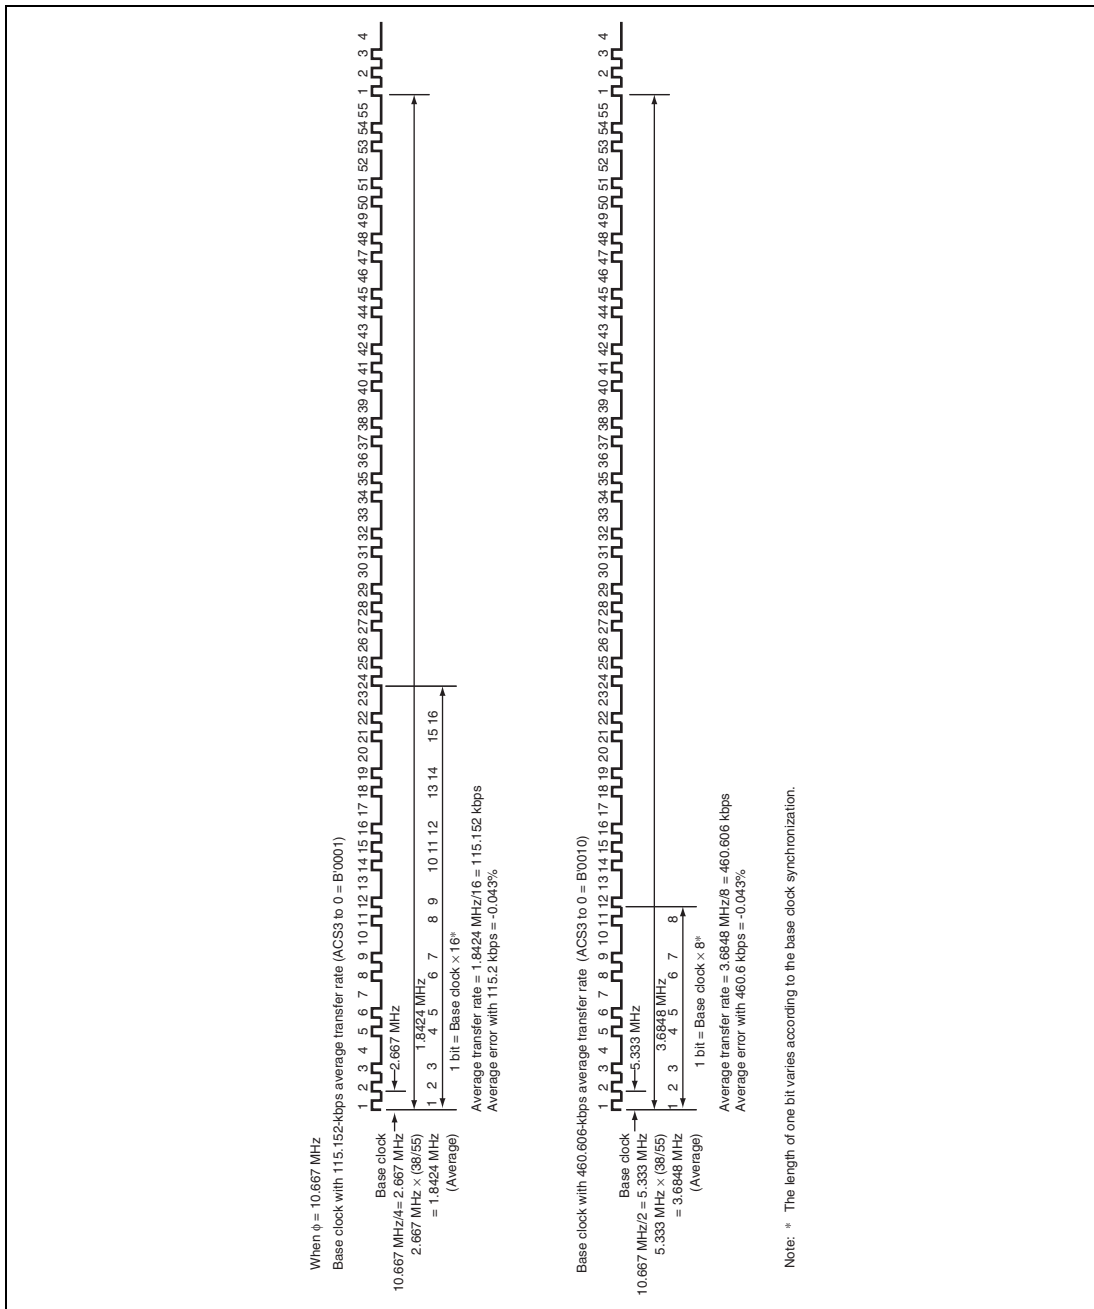 When ϕ = 10.667 MHz
Base clock with 115.152-kbps average transfer rate (ACS3 to 0 = B'0001)
1 2 3 4 5 6 7 8 9 10 11 12 13 14 15 16 17 18 19 20 21 22 23 24 25 26 27 28 29 30 31 32 33 34 35 36 37 38 39 40 41 42 43 44 45 46 47 48 49 50 51 52 53 54 55 1 2 3 4
Base clock
10.667 MHz/4= 2.667 MHz
2.667 MHz
2.667 MHz × (38/55)
= 1.8424 MHz
(Average)
1.8424 MHz
1 2 3 4 5 6 7 8 9 10 11 12 13 14 15 16
1 bit = Base clock × 16*
Average transfer rate = 1.8424 MHz/16 = 115.152 kbps
Average error with 115.2 kbps = -0.043%
Base clock with 460.606-kbps average transfer rate (ACS3 to 0 = B'0010)
1 2 3 4 5 6 7 8 9 10 11 12 13 14 15 16 17 18 19 20 21 22 23 24 25 26 27 28 29 30 31 32 33 34 35 36 37 38 39 40 41 42 43 44 45 46 47 48 49 50 51 52 53 54 55 1 2 3 4
Base clock
10.667 MHz/2 = 5.333 MHz
5.333 MHz
5.333 MHz × (38/55)
= 3.6848 MHz
(Average)
3.6848 MHz
1 2 3 4 5 6 7 8
1 bit = Base clock × 8*
Average transfer rate = 3.6848 MHz/8 = 460.606 kbps
Average error with 460.6 kbps = -0.043%
Note: * The length of one bit varies according to the base clock synchronization.